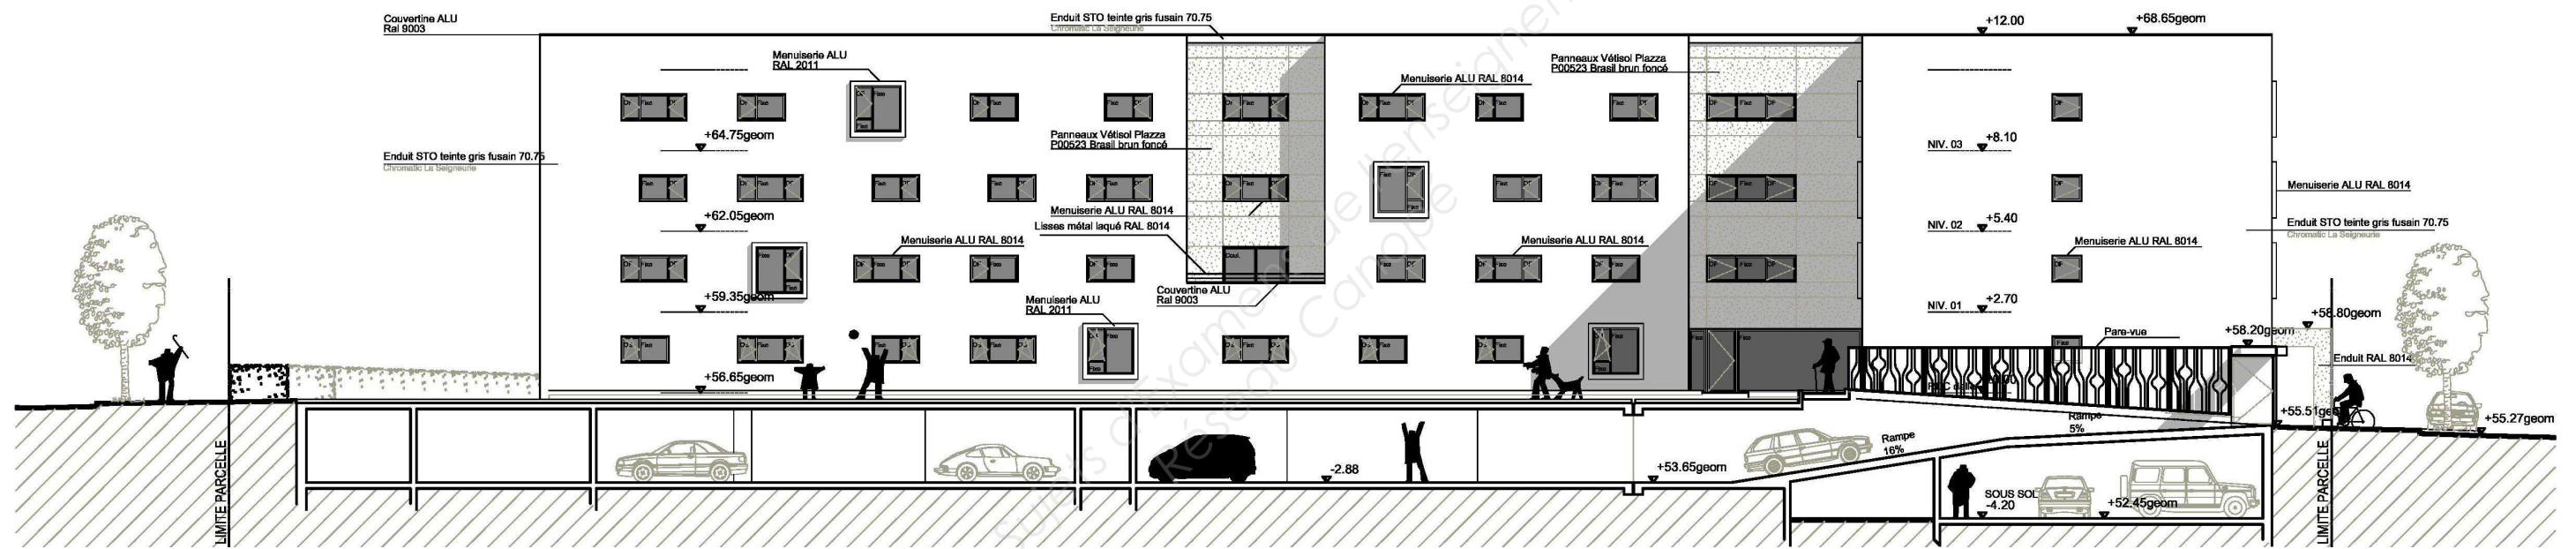 Couvertine ALU
Ral 9003
Enduit STO teinte gris fusain 70.75
Chromatic La Seigneurie
+12.00
+68.65geom
Menuiserie ALU
RAL 2011
Menuiserie ALU RAL 8014
Panneaux Vétisol Plazza
P00523 Brasil brun foncé
+64.75geom
Panneaux Vétisol Plazza
P00523 Brasil brun foncé
NIV. 03
+8.10
Enduit STO teinte gris fusain 70.75
Chromatic La Seigneurie
Menuiserie ALU RAL 8014
+62.05geom
Menuiserie ALU RAL 8014
Lisses métal laqué RAL 8014
NIV. 02
+5.40
Enduit STO teinte gris fusain 70.75
Chromatic La Seigneurie
Menuiserie ALU RAL 8014
Menuiserie ALU RAL 8014
Menuiserie ALU RAL 8014
Coul.
+59.35geom
Couvertine ALU
Ral 9003
Menuiserie ALU
RAL 2011
NIV. 01
+2.70
+58.80geom
Pare-vue
+58.20geom
Enduit RAL 8014
+56.65geom
+55.51geom
+55.27geom
Rampe
5%
Rampe
16%
-2.88
+53.65geom
SOUS SOL
-4.20
+52.45geom
LIMITE PARCELLE
LIMITE PARCELLE
Sujets d'Examens de l'enseignement
Réseau Canopé